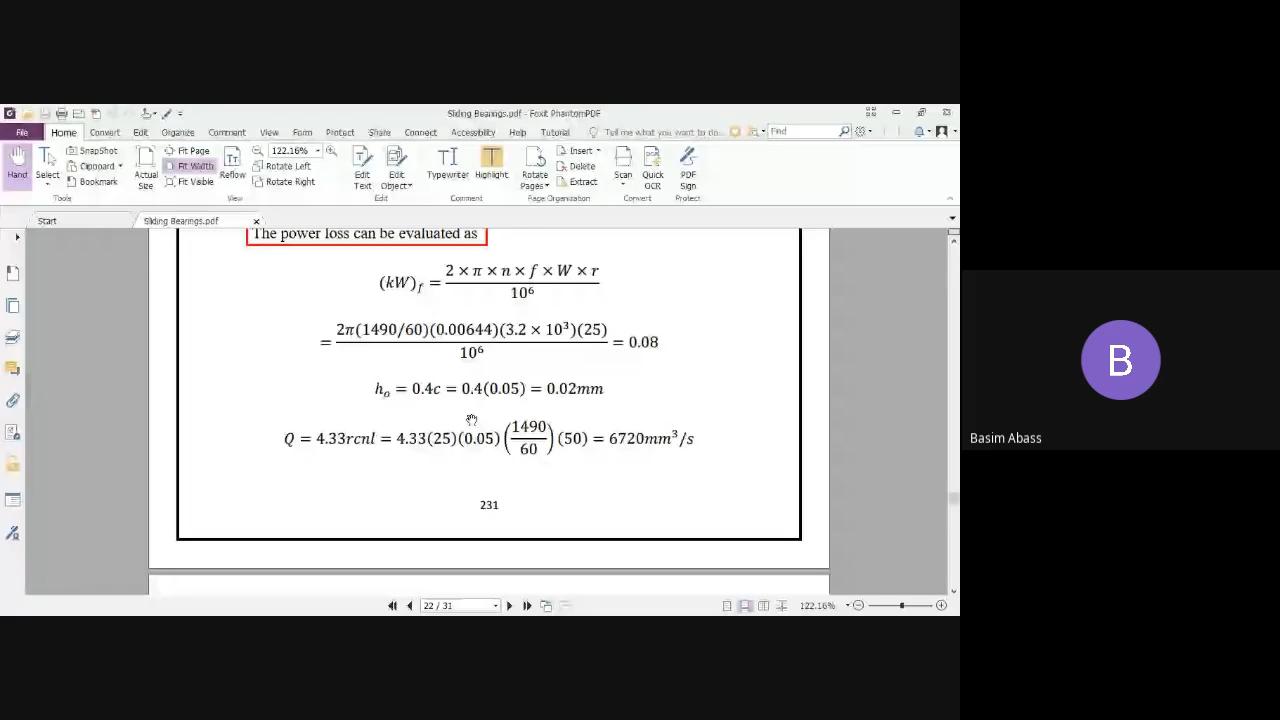 Sliding Bearings.pdf - Foxit PhantomPDF
File Home Convert Edit Organize Comment View Form Protect Share Connect Accessibility Help Tutorial Tell me what you want to do... Find
Hand
Select
SnapShot
Clipboard
Bookmark
Actual Size
Fit Page
Fit Width
Fit Visible
Reflow
122.16%
Rotate Left
Rotate Right
Edit Text
Edit Object
Typewriter
Highlight
Rotate Pages
Insert
Delete
Extract
Scan
Quick OCR
PDF Sign
Tools View Edit Comment Page Organization Convert Protect
Start Sliding Bearings.pdf
The power loss can be evaluated as
(kW)_f = (2 × π × n × f × W × r) / 10^6
= (2π(1490/60)(0.00644)(3.2 × 10^3)(25)) / 10^6 = 0.08
h_o = 0.4c = 0.4(0.05) = 0.02mm
Q = 4.33rcnl = 4.33(25)(0.05)(1490/60)(50) = 6720mm^3/s
231
22 / 31
122.16%
B
Basim Abass